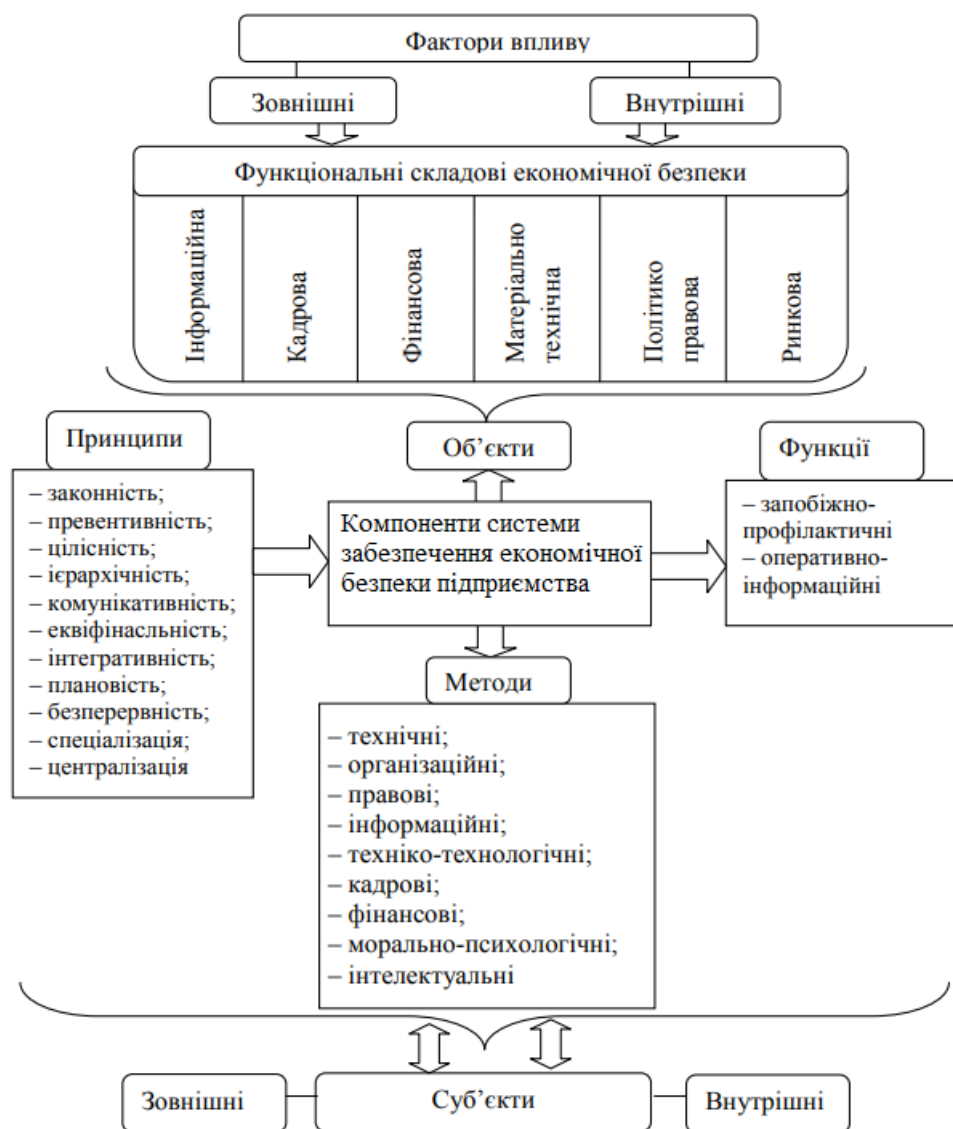 Фактори впливу
Зовнішні
Внутрішні
Функціональні складові економічної безпеки
Інформаційна
Кадрова
Фінансова
Матеріально
технічна
Політико
правова
Ринкова
Принципи
– законність;
– превентивність;
– цілісність;
– ієрархічність;
– комунікативність;
– еквіфінасльність;
– інтегративність;
– плановість;
– безперервність;
– спеціалізація;
– централізація
Об’єкти
Компоненти системи
забезпечення економічної
безпеки підприємства
Функції
– запобіжно-
профілактичні
– оперативно-
інформаційні
Методи
– технічні;
– організаційні;
– правові;
– інформаційні;
– техніко-технологічні;
– кадрові;
– фінансові;
– морально-психологічні;
– інтелектуальні
Зовнішні
Суб’єкти
Внутрішні